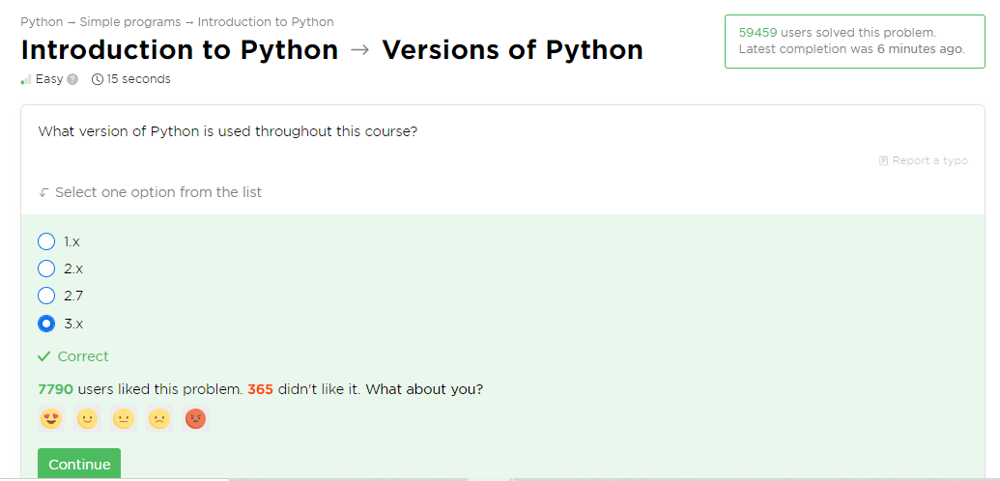 Python → Simple programs → Introduction to Python
Introduction to Python → Versions of Python
59459 users solved this problem.
Latest completion was 6 minutes ago.
Easy ? 15 seconds
What version of Python is used throughout this course?
Report a typo
Select one option from the list
1.x
2.x
2.7
3.x
Correct
7790 users liked this problem. 365 didn't like it. What about you?
Continue